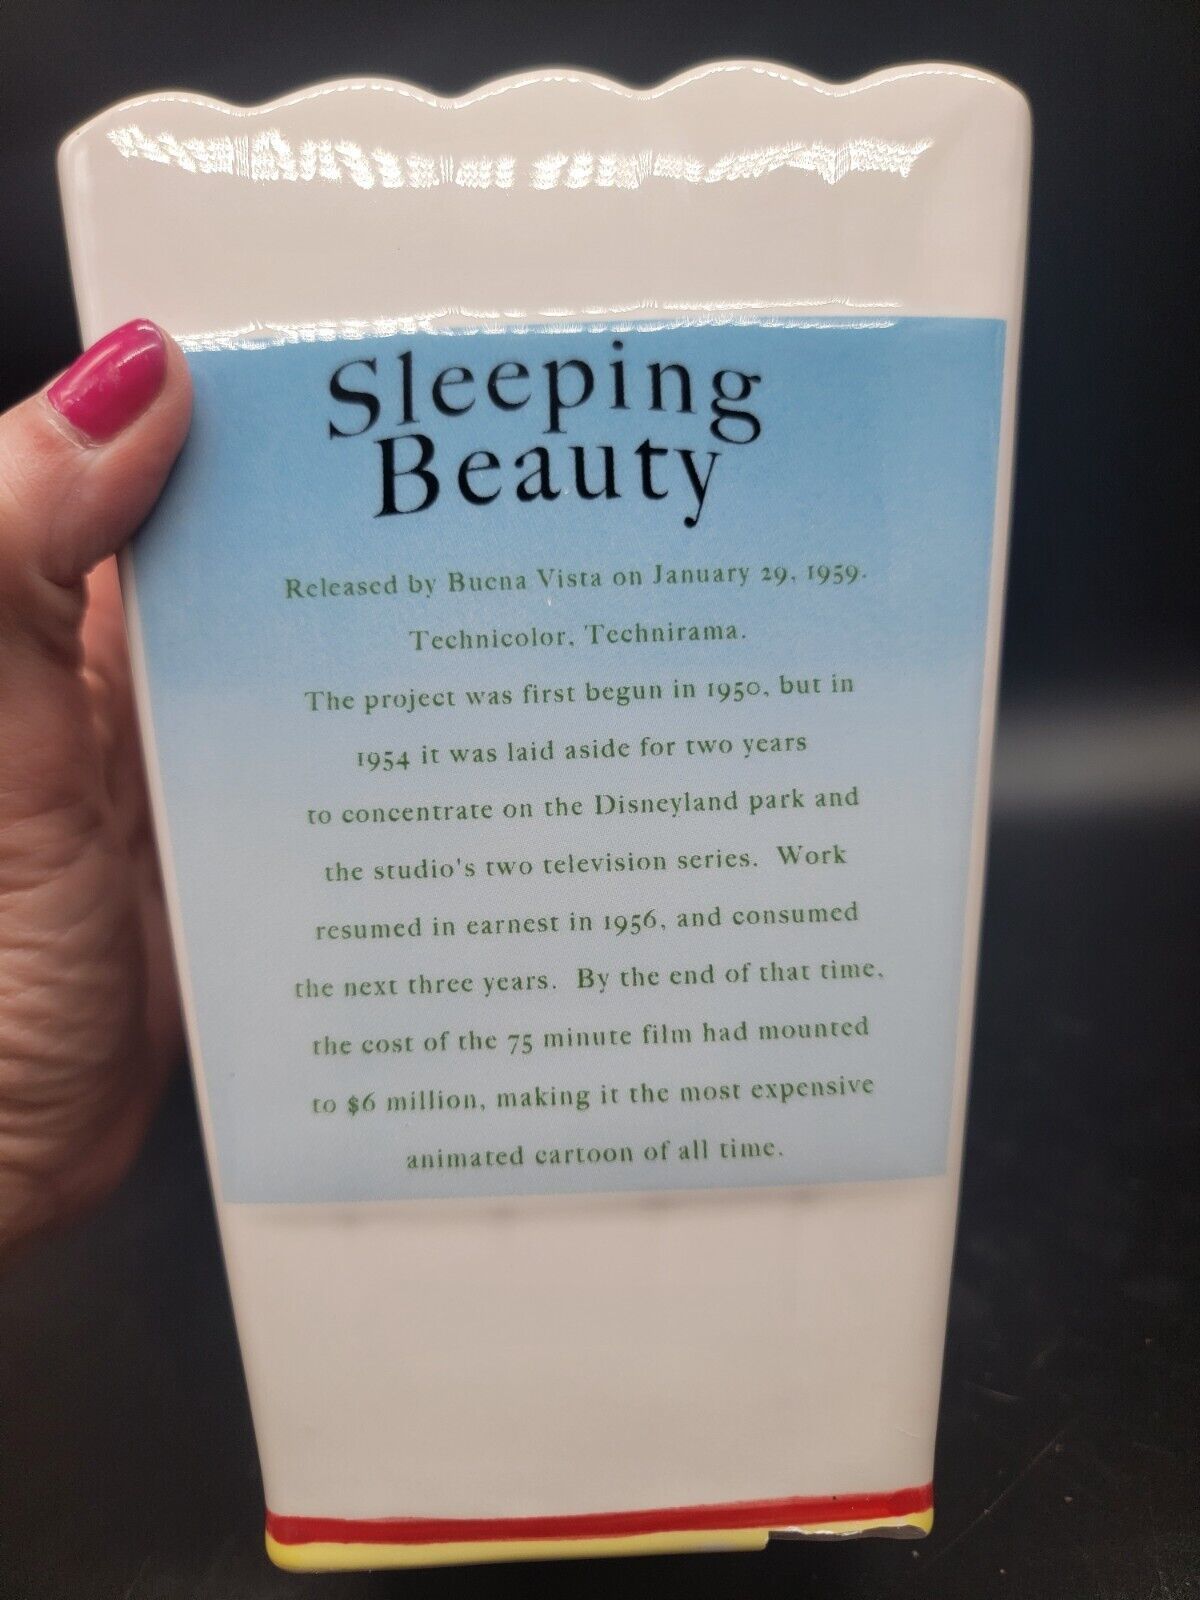 Sleeping
Beauty
Released by Buena Vista on January 29, 1959.
Technicolor, Technirama.
The project was first begun in 1950, but in
1954 it was laid aside for two years
to concentrate on the Disneyland park and
the studio's two television series. Work
resumed in earnest in 1956, and consumed
the next three years. By the end of that time,
the cost of the 75 minute film had mounted
to $6 million, making it the most expensive
animated cartoon of all time.